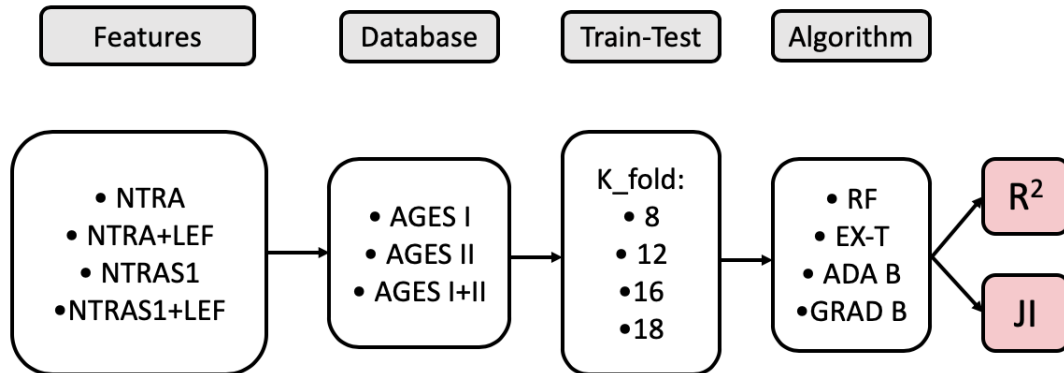 Features
Database
Train-Test
Algorithm
• NTRA
• NTRA+LEF
• NTRAS1
•NTRAS1+LEF
• AGES I
• AGES II
• AGES I+II
K_fold:
• 8
• 12
•16
•18
• RF
• EX-T
• ADA B
•GRAD B
R²
JI